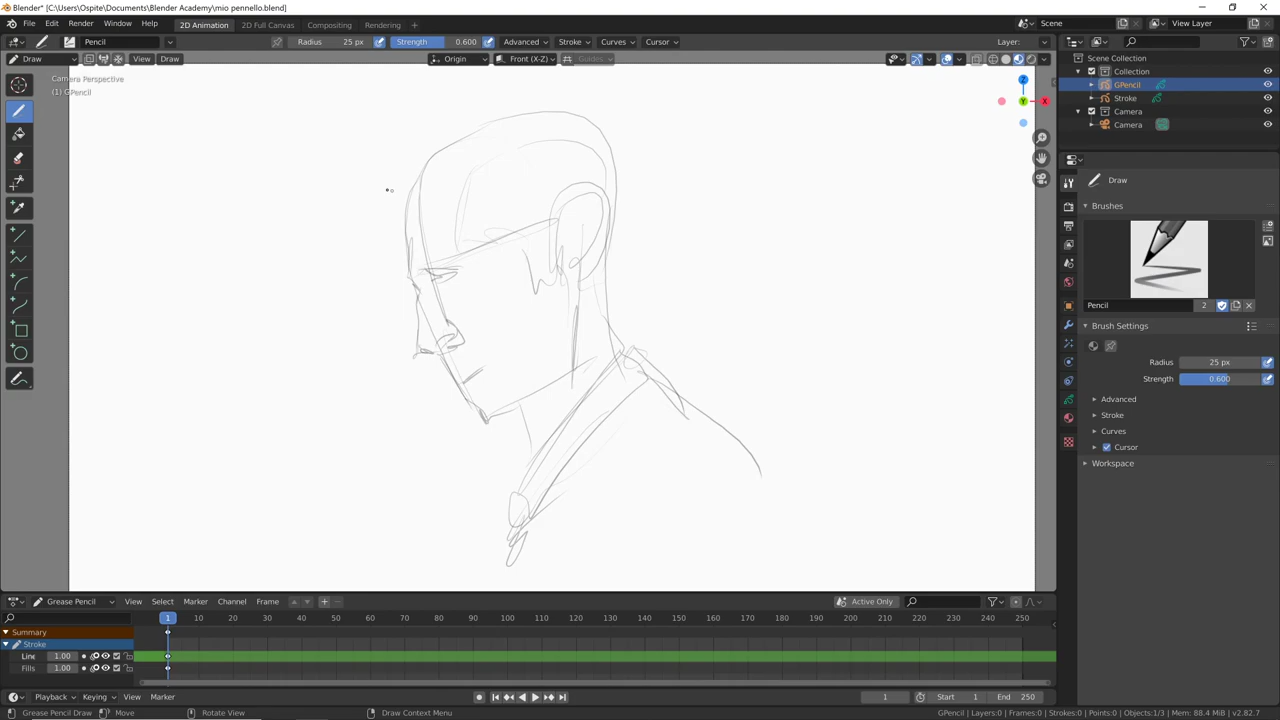 Blender* [C:\Users\Ospite\Documents\Blender Academy\mio pennello.blend]
File Edit Render Window Help 2D Animation 2D Full Canvas Compositing Rendering + Scene View Layer
Pencil Radius 25 px Strength 0.600 Advanced Stroke Curves Cursor Layer:
Draw View Draw Origin Front (X-Z) Guides
Camera Perspective
(1) GPencil
Z
Y
X
Scene Collection
Collection
GPencil
Stroke
Camera
Camera
Draw
Brushes
Pencil 2
Brush Settings
Radius 25 px
Strength 0.600
Advanced
Stroke
Curves
Cursor
Workspace
Grease Pencil View Select Marker Channel Frame Active Only
1 10 20 30 40 50 60 70 80 90 100 110 120 130 140 150 160 170 180 190 200 210 220 230 240 250
Summary
Stroke
Line 1.00
Fills 1.00
Playback Keying View Marker 1 Start 1 End 250
Grease Pencil Draw Move Rotate View Draw Context Menu GPencil | Layers:0 | Frames:0 | Strokes:0 | Points:0 | Objects:1/3 | Mem: 88.4 MiB | v2.82.7